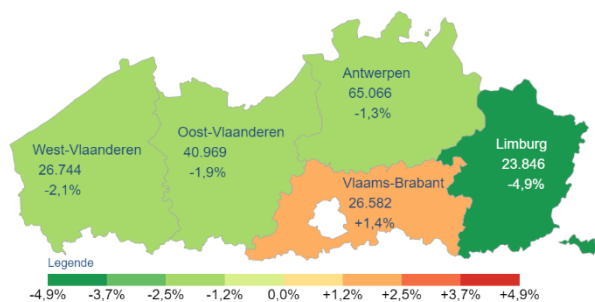 Antwerpen
65.066
-1,3%
Oost-Vlaanderen
40.969
-1,9%
West-Vlaanderen
26.744
-2,1%
Limburg
23.846
-4,9%
Vlaams-Brabant
26.582
+1,4%
Legende
-4,9% -3,7% -2,5% -1,2% 0,0% +1,2% +2,5% +3,7% +4,9%